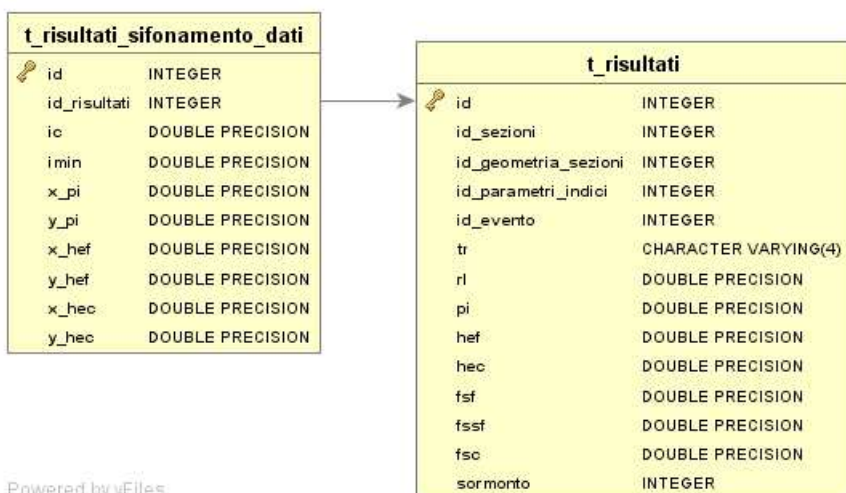 t_risultati_sifonamento_dati
id INTEGER
id_risultati INTEGER
ic DOUBLE PRECISION
imin DOUBLE PRECISION
x_pi DOUBLE PRECISION
y_pi DOUBLE PRECISION
x_hef DOUBLE PRECISION
y_hef DOUBLE PRECISION
x_hec DOUBLE PRECISION
y_hec DOUBLE PRECISION
t_risultati
id INTEGER
id_sezioni INTEGER
id_geometria_sezioni INTEGER
id_parametri_indici INTEGER
id_evento INTEGER
tr CHARACTER VARYING(4)
rl DOUBLE PRECISION
pi DOUBLE PRECISION
hef DOUBLE PRECISION
hec DOUBLE PRECISION
fsf DOUBLE PRECISION
fssf DOUBLE PRECISION
fsc DOUBLE PRECISION
sormonto INTEGER
Powered by yFiles